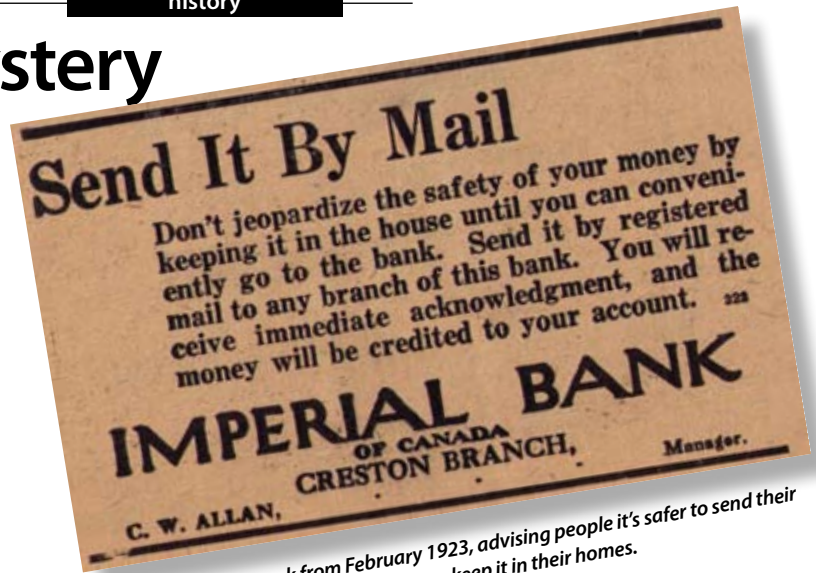 history
stery
Send It By Mail
Don't jeopardize the safety of your money by
keeping it in the house until you can conveni-
ently go to the bank. Send it by registered
mail to any branch of this bank. You will re-
ceive immediate acknowledgment, and the
money will be credited to your account. 223
IMPERIAL BANK
OF CANADA
CRESTON BRANCH,
C. W. ALLAN, Manager.
from February 1923, advising people it's safer to send their
keep it in their homes.